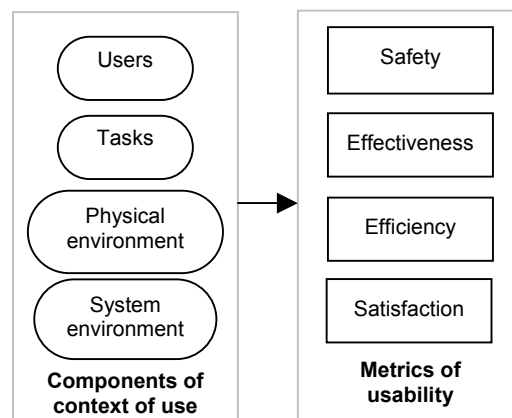 Users
Tasks
Physical
environment
System
environment
Components of
context of use
Safety
Effectiveness
Efficiency
Satisfaction
Metrics of
usability